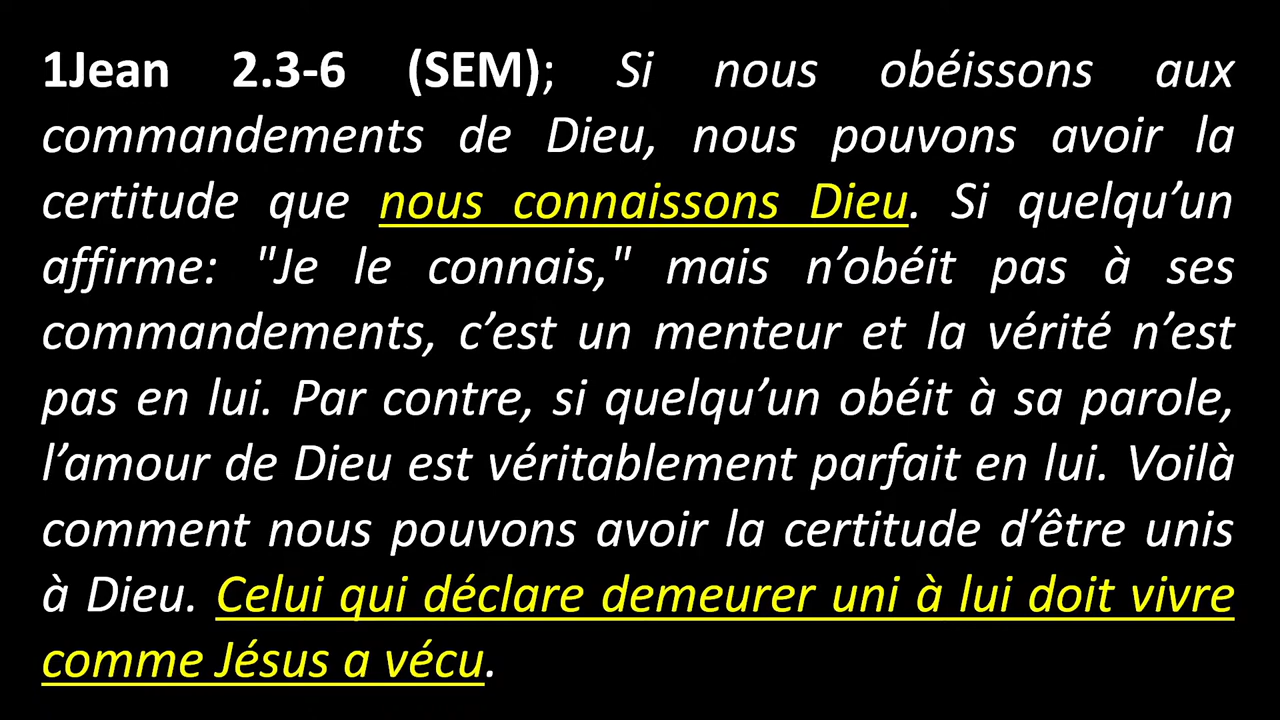 1Jean 2.3-6 (SEM); Si nous obéissons aux
commandements de Dieu, nous pouvons avoir la
certitude que nous connaissons Dieu. Si quelqu’un
affirme: "Je le connais," mais n’obéit pas à ses
commandements, c’est un menteur et la vérité n’est
pas en lui. Par contre, si quelqu’un obéit à sa parole,
l’amour de Dieu est véritablement parfait en lui. Voilà
comment nous pouvons avoir la certitude d’être unis
à Dieu. Celui qui déclare demeurer uni à lui doit vivre
comme Jésus a vécu.